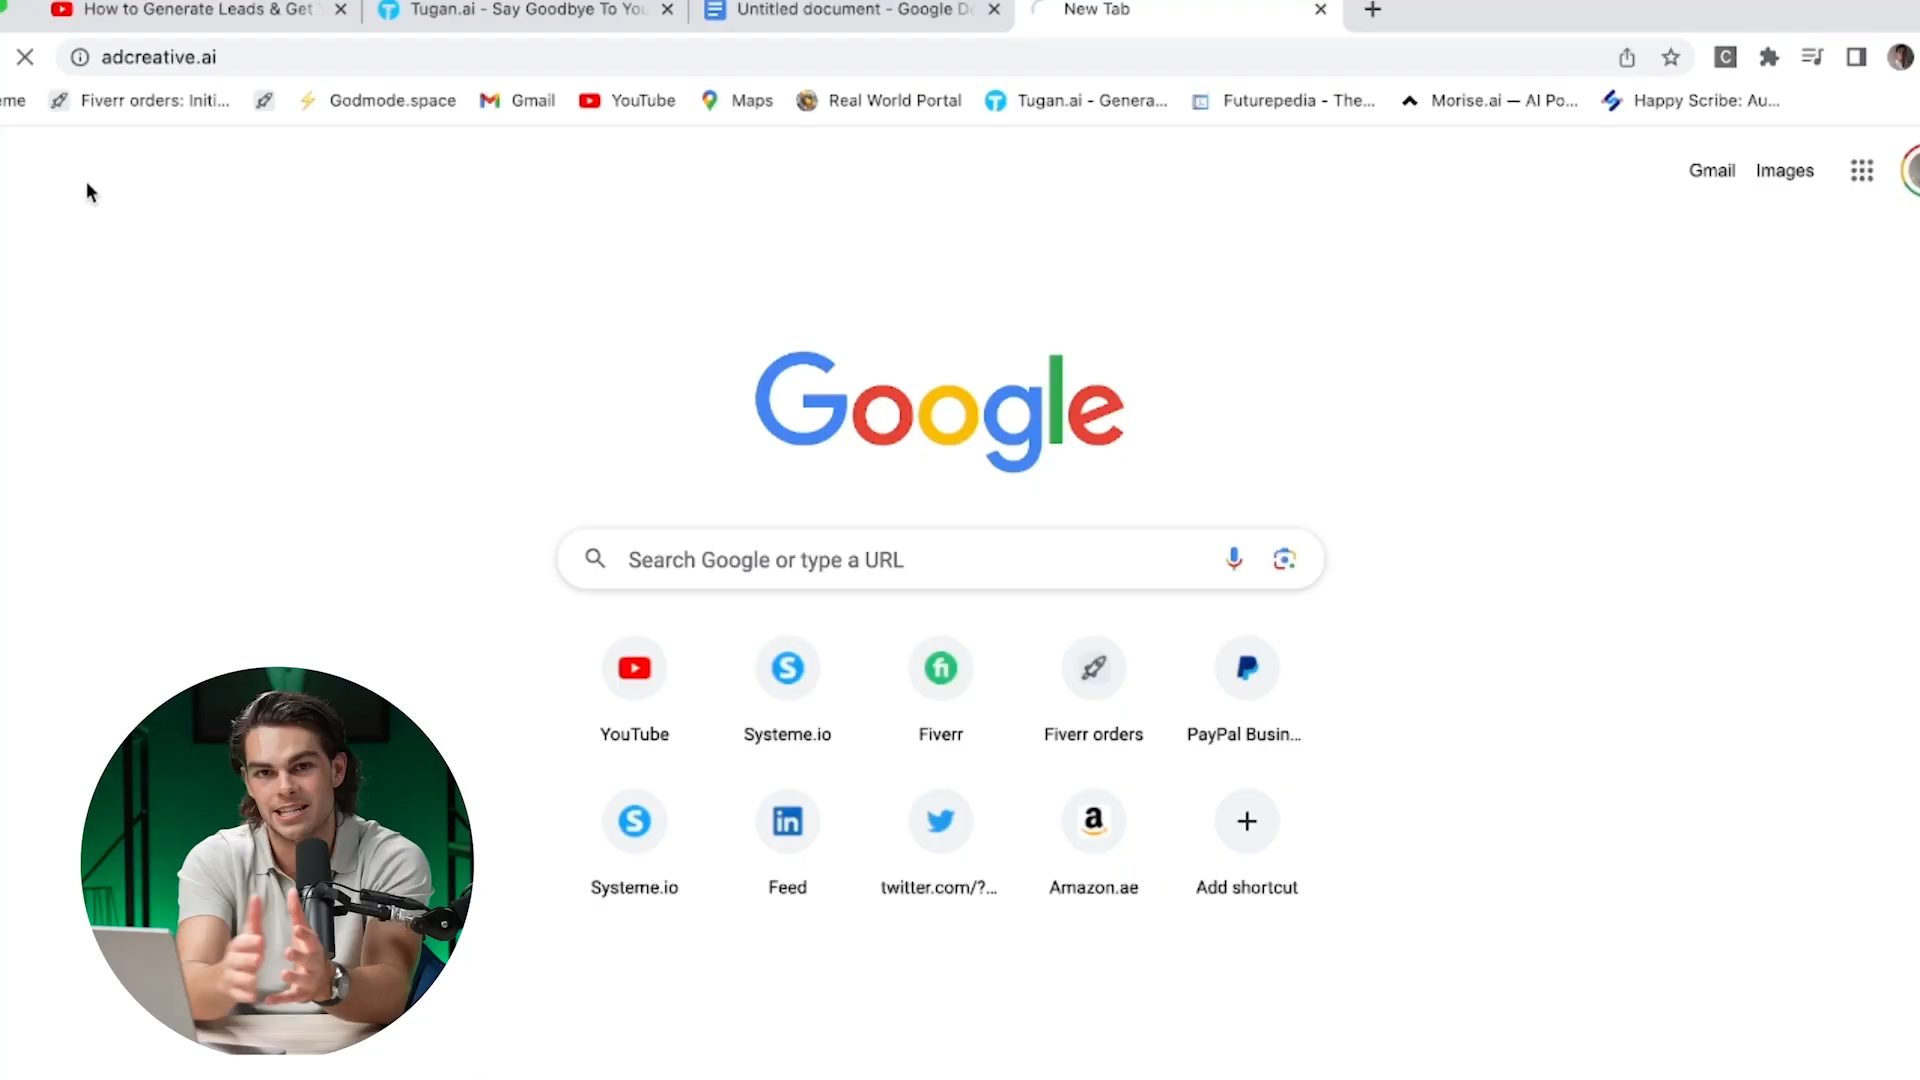 How to Generate Leads & Get
Tugan.ai - Say Goodbye To You
Untitled document - Google Do
New Tab
adcreative.ai
eme
Fiverr orders: Initi...
Godmode.space
Gmail
YouTube
Maps
Real World Portal
Tugan.ai - Genera...
Futurepedia - The...
Morise.ai — AI Po...
Happy Scribe: Au...
Gmail
Images
Google
Search Google or type a URL
YouTube
Systeme.io
Fiverr
Fiverr orders
PayPal Busin...
Systeme.io
Feed
twitter.com/?...
Amazon.ae
Add shortcut